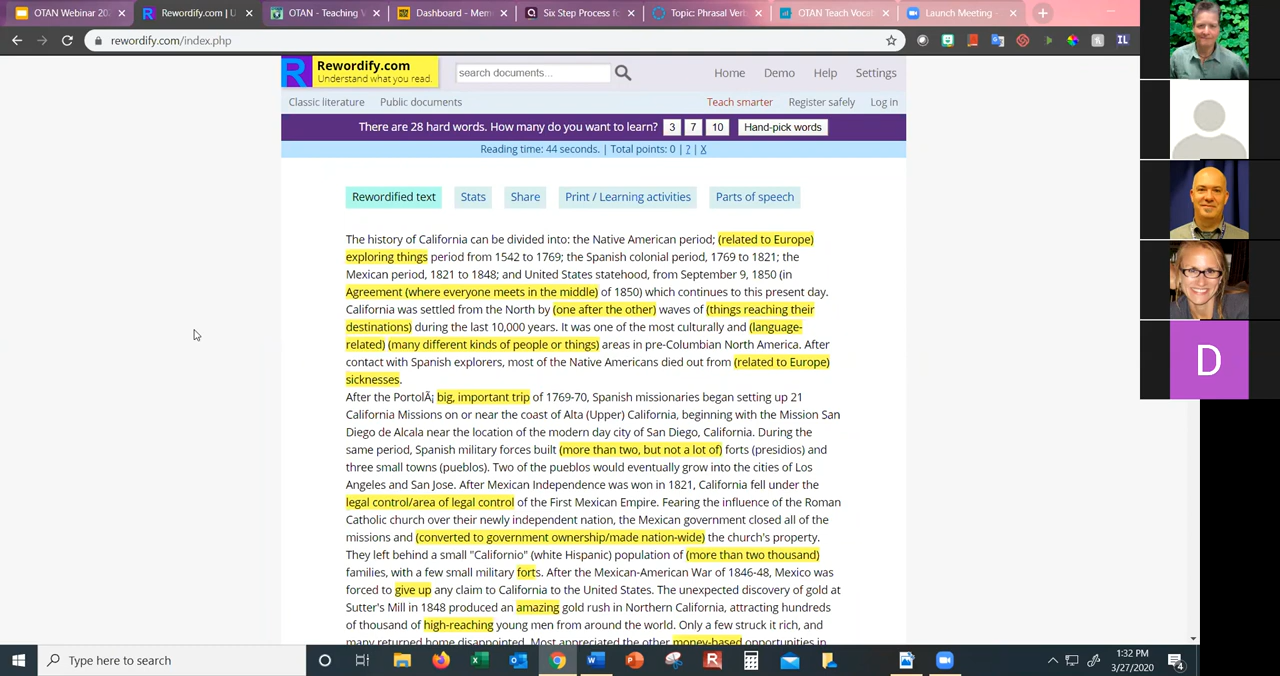 OTAN Webinar 202
Rewordify.com | U
OTAN - Teaching V
Dashboard - Mem
Six Step Process fo
Topic: Phrasal Verb
OTAN Teach Vocab
Launch Meeting -
rewordify.com/index.php
IL
Rewordify.com
Understand what you read.
search documents...
Home Demo Help Settings
Classic literature Public documents Teach smarter Register safely Log in
There are 28 hard words. How many do you want to learn? 3 7 10 Hand-pick words
Reading time: 44 seconds. | Total points: 0 | ? | X
Rewordified text Stats Share Print / Learning activities Parts of speech
The history of California can be divided into: the Native American period; (related to Europe)
exploring things period from 1542 to 1769; the Spanish colonial period, 1769 to 1821; the
Mexican period, 1821 to 1848; and United States statehood, from September 9, 1850 (in
Agreement (where everyone meets in the middle) of 1850) which continues to this present day.
California was settled from the North by (one after the other) waves of (things reaching their
destinations) during the last 10,000 years. It was one of the most culturally and (language-
related) (many different kinds of people or things) areas in pre-Columbian North America. After
contact with Spanish explorers, most of the Native Americans died out from (related to Europe)
sicknesses.
After the PortolÃ¡ big, important trip of 1769-70, Spanish missionaries began setting up 21
California Missions on or near the coast of Alta (Upper) California, beginning with the Mission San
Diego de Alcala near the location of the modern day city of San Diego, California. During the
same period, Spanish military forces built (more than two, but not a lot of) forts (presidios) and
three small towns (pueblos). Two of the pueblos would eventually grow into the cities of Los
Angeles and San Jose. After Mexican Independence was won in 1821, California fell under the
legal control/area of legal control of the First Mexican Empire. Fearing the influence of the Roman
Catholic church over their newly independent nation, the Mexican government closed all of the
missions and (converted to government ownership/made nation-wide) the church's property.
They left behind a small "Californio" (white Hispanic) population of (more than two thousand)
families, with a few small military forts. After the Mexican-American War of 1846-48, Mexico was
forced to give up any claim to California to the United States. The unexpected discovery of gold at
Sutter's Mill in 1848 produced an amazing gold rush in Northern California, attracting hundreds
of thousand of high-reaching young men from around the world. Only a few struck it rich, and
many returned home disappointed. Most appreciated the other money-based opportunities in
D
Type here to search
1:32 PM
3/27/2020
4